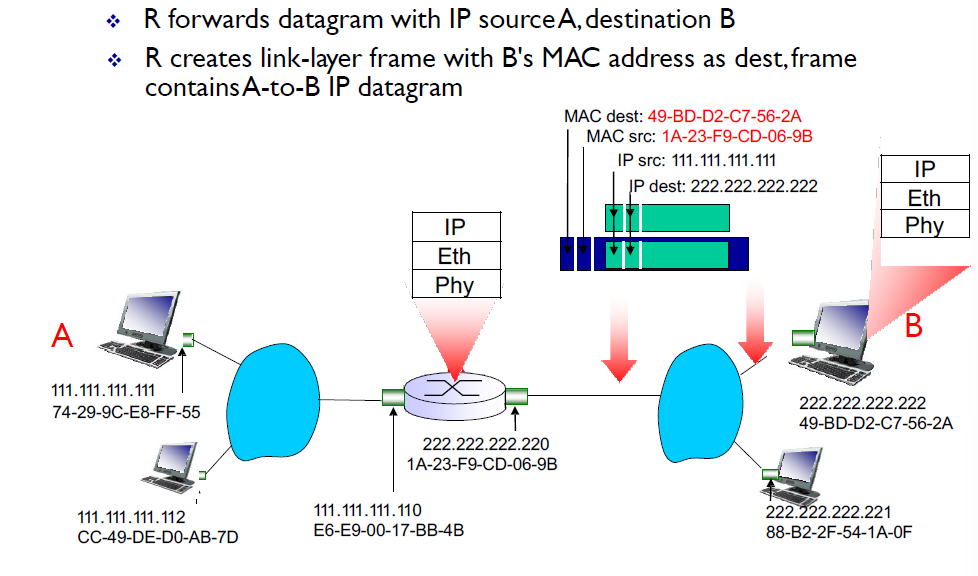 R forwards datagram with IP source A, destination B
R creates link-layer frame with B's MAC address as dest, frame
contains A-to-B IP datagram
MAC dest: 49-BD-D2-C7-56-2A
MAC src: 1A-23-F9-CD-06-9B
IP src: 111.111.111.111
IP dest: 222.222.222.222
IP
Eth
Phy
IP
Eth
Phy
A
B
111.111.111.111
74-29-9C-E8-FF-55
222.222.222.222
49-BD-D2-C7-56-2A
222.222.222.220
1A-23-F9-CD-06-9B
111.111.111.112
CC-49-DE-D0-AB-7D
111.111.111.110
E6-E9-00-17-BB-4B
222.222.222.221
88-B2-2F-54-1A-0F